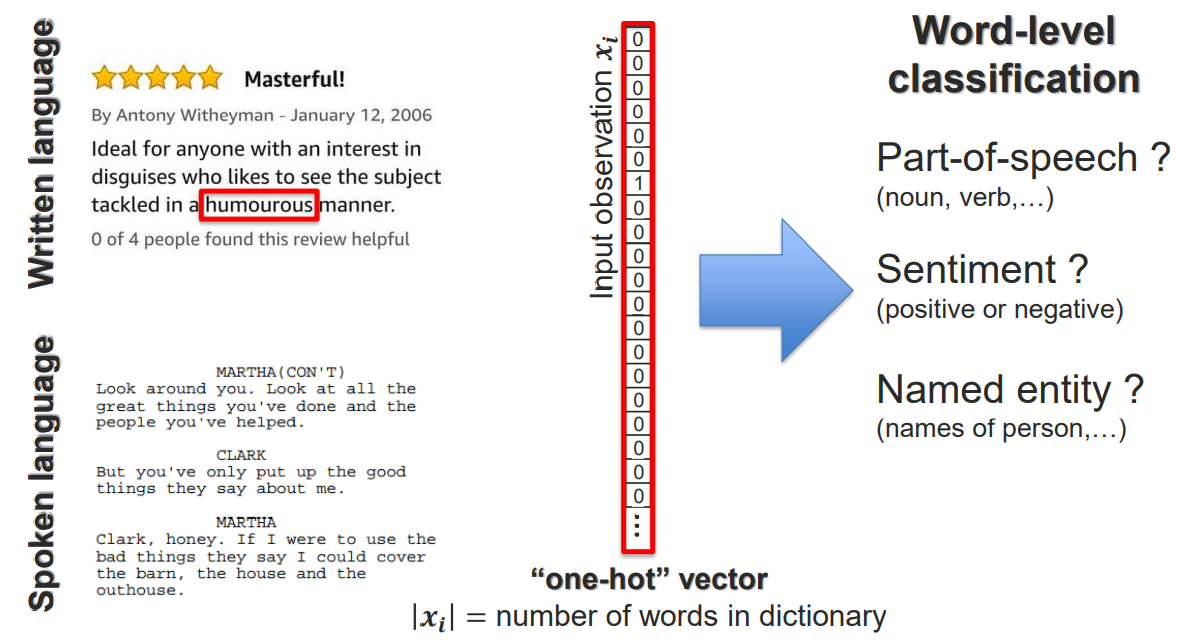 Written language
Masterful!
By Antony Witheyman - January 12, 2006
Ideal for anyone with an interest in
disguises who likes to see the subject
tackled in a humourous manner.
0 of 4 people found this review helpful
Spoken language
MARTHA(CON'T)
Look around you. Look at all the
great things you've done and the
people you've helped.
CLARK
But you've only put up the good
things they say about me.
MARTHA
Clark, honey. If I were to use the
bad things they say I could cover
the barn, the house and the
outhouse.
Input observation xᵢ
0
0
0
0
0
0
1
0
0
0
0
0
0
0
0
0
0
0
0
0
⋮
“one-hot” vector
|xᵢ| = number of words in dictionary
Word-level
classification
Part-of-speech ?
(noun, verb,…)
Sentiment ?
(positive or negative)
Named entity ?
(names of person,…)